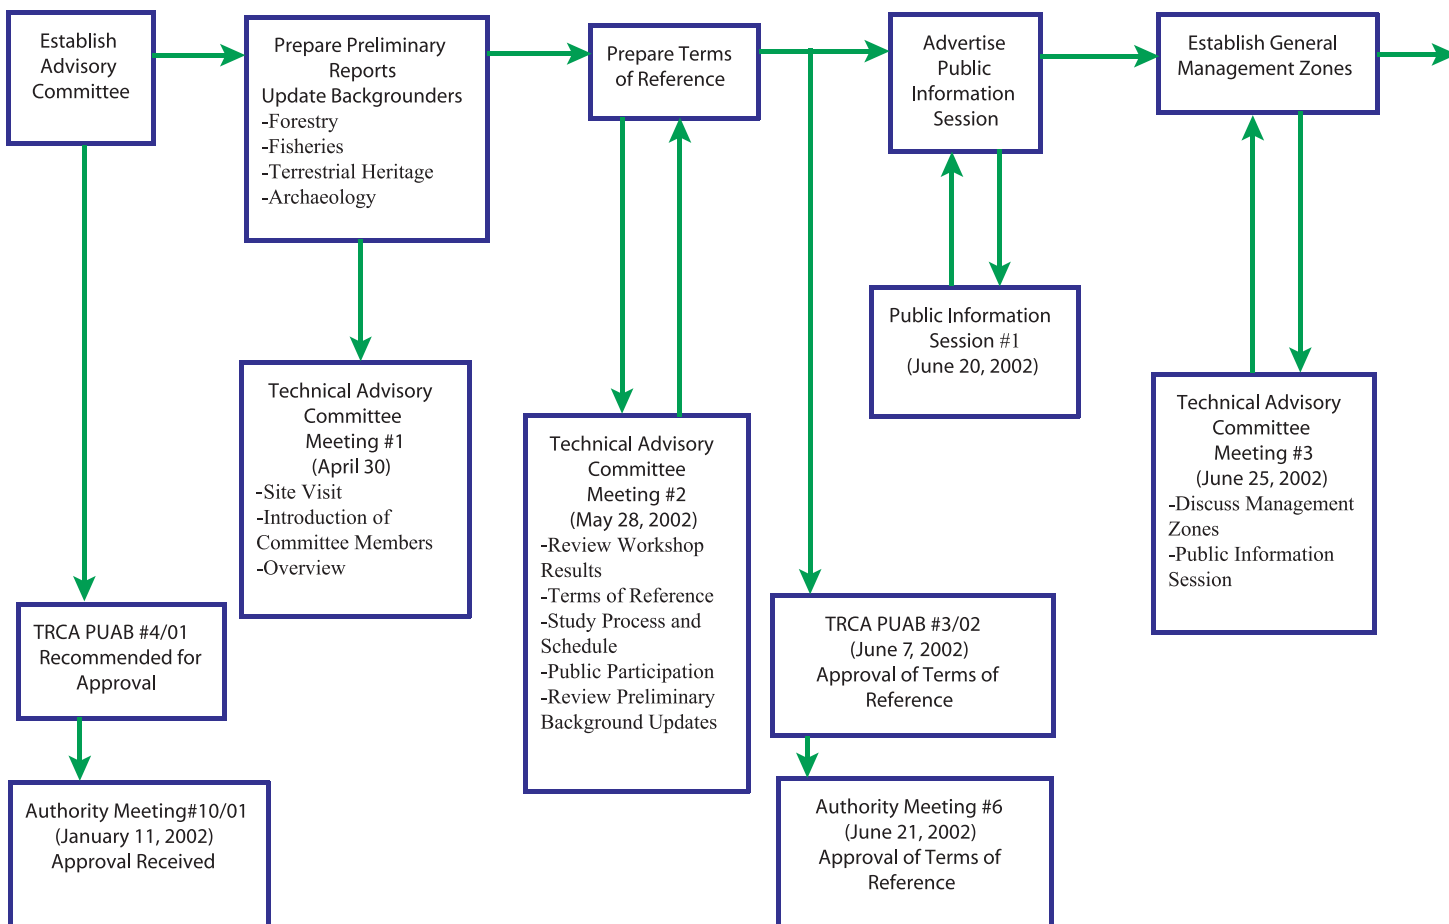 Establish
Advisory
Committee
Prepare Preliminary
Reports
Update Backgrounders
-Forestry
-Fisheries
-Terrestrial Heritage
-Archaeology
Prepare Terms
of Reference
Advertise
Public
Information
Session
Establish General
Management Zones
Public Information
Session #1
(June 20, 2002)
Technical Advisory
Committee
Meeting #1
(April 30)
-Site Visit
-Introduction of
Committee Members
-Overview
Technical Advisory
Committee
Meeting #2
(May 28, 2002)
-Review Workshop
Results
-Terms of Reference
-Study Process and
Schedule
-Public Participation
-Review Preliminary
Background Updates
Technical Advisory
Committee
Meeting #3
(June 25, 2002)
-Discuss Management
Zones
-Public Information
Session
TRCA PUAB #4/01
Recommended for
Approval
TRCA PUAB #3/02
(June 7, 2002)
Approval of Terms of
Reference
Authority Meeting#10/01
(January 11, 2002)
Approval Received
Authority Meeting #6
(June 21, 2002)
Approval of Terms of
Reference